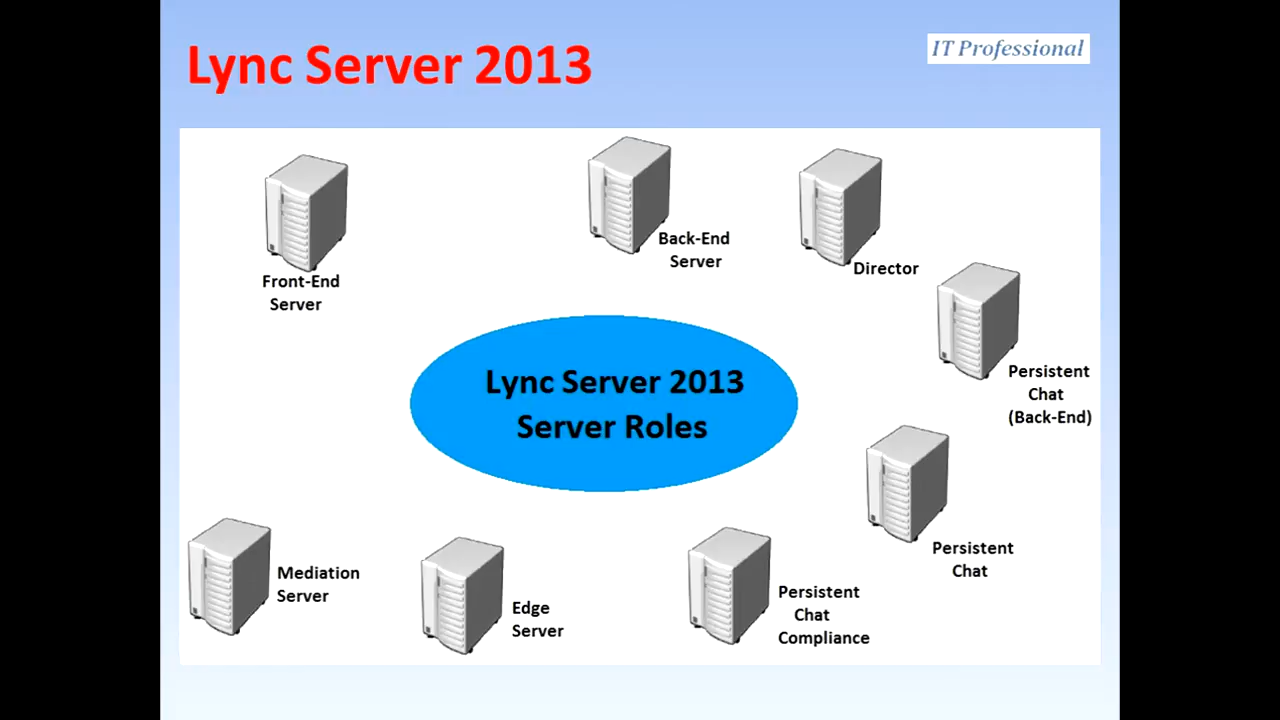 Lync Server 2013
IT Professional
Front-End
Server
Back-End
Server
Director
Persistent
Chat
(Back-End)
Lync Server 2013
Server Roles
Persistent
Chat
Mediation
Server
Edge
Server
Persistent
Chat
Compliance